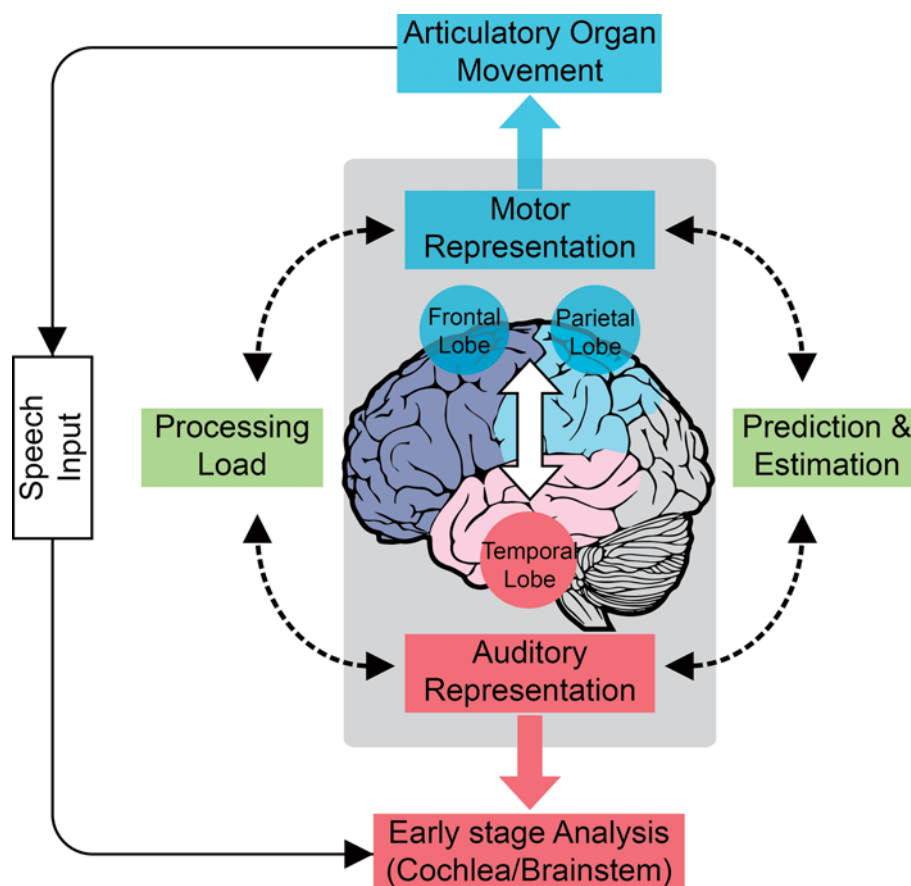 Articulatory Organ
Movement
Motor
Representation
Frontal
Lobe
Parietal
Lobe
Speech
Input
Processing
Load
Prediction &
Estimation
Temporal
Lobe
Auditory
Representation
Early stage Analysis
(Cochlea/Brainstem)